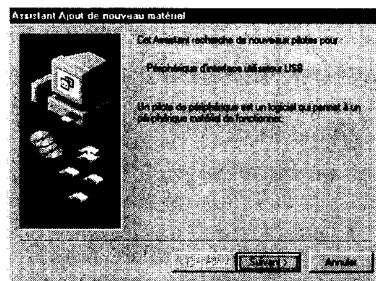 Assistant Ajout de nouveau matériel
Cet Assistant recherche de nouveaux pilotes pour :
Périphérique d'interface utilisateur USB
Un pilote de périphérique est un logiciel qui permet à un
périphérique matériel de fonctionner.
Suivant >
Annuler